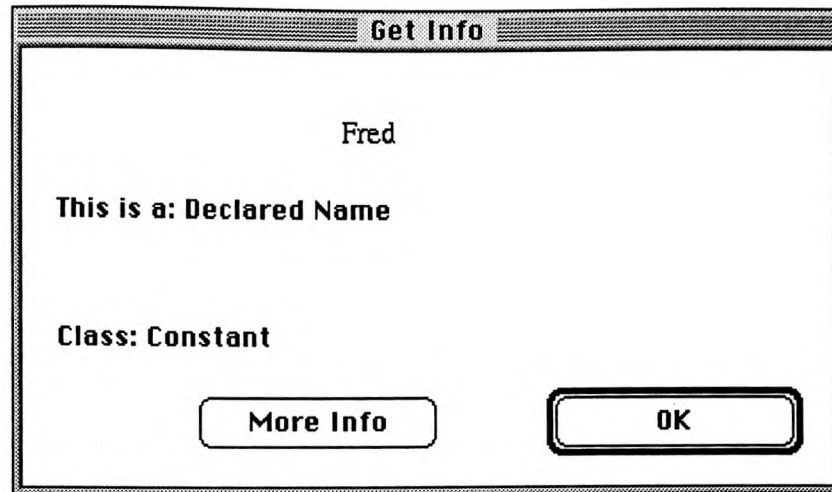 Get Info
Fred
This is a: Declared Name
Class: Constant
More Info
OK